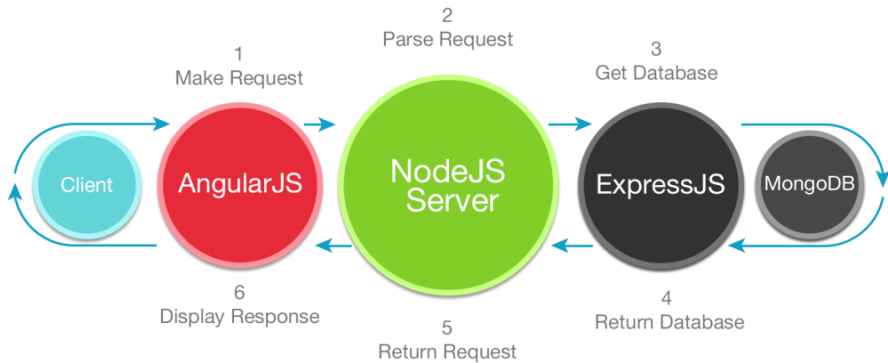 1
Make Request
2
Parse Request
3
Get Database
Client
AngularJS
NodeJS
Server
ExpressJS
MongoDB
6
Display Response
5
Return Request
4
Return Database